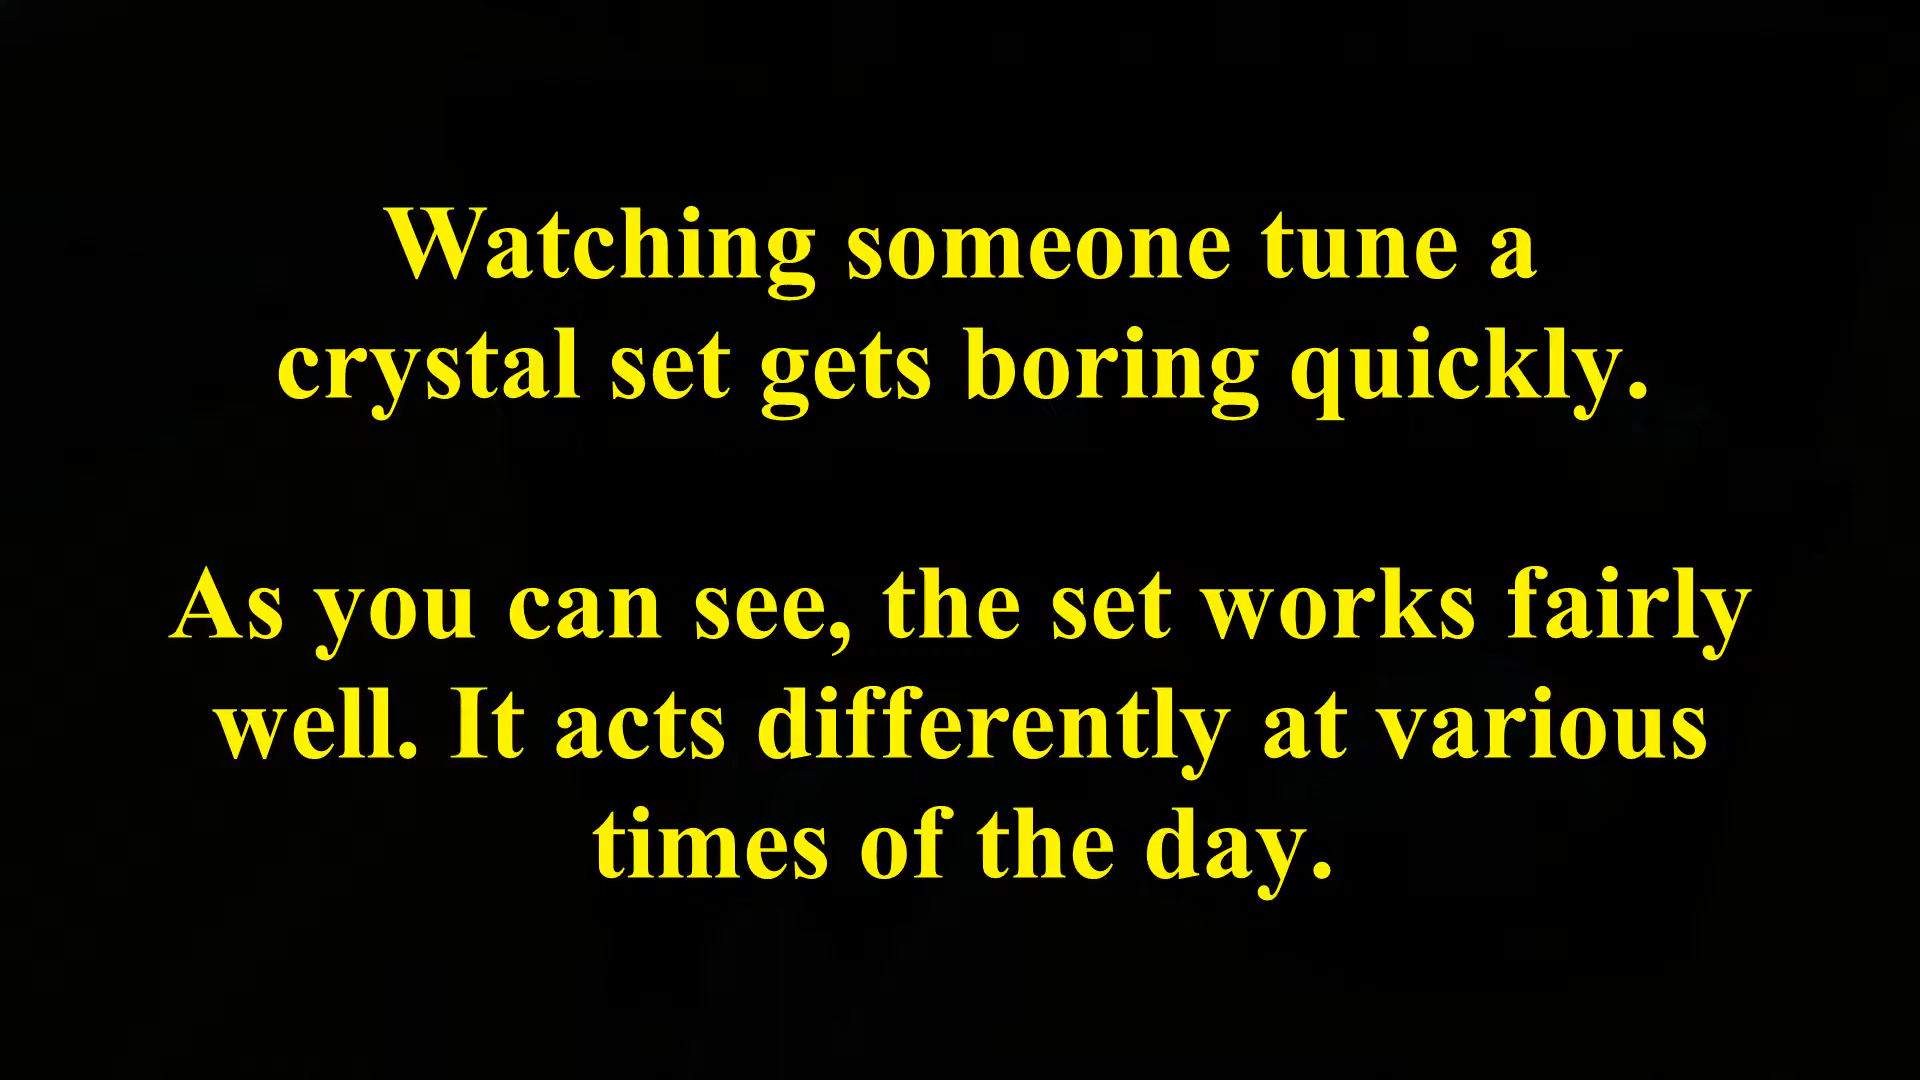 Watching someone tune a
crystal set gets boring quickly.
As you can see, the set works fairly
well. It acts differently at various
times of the day.